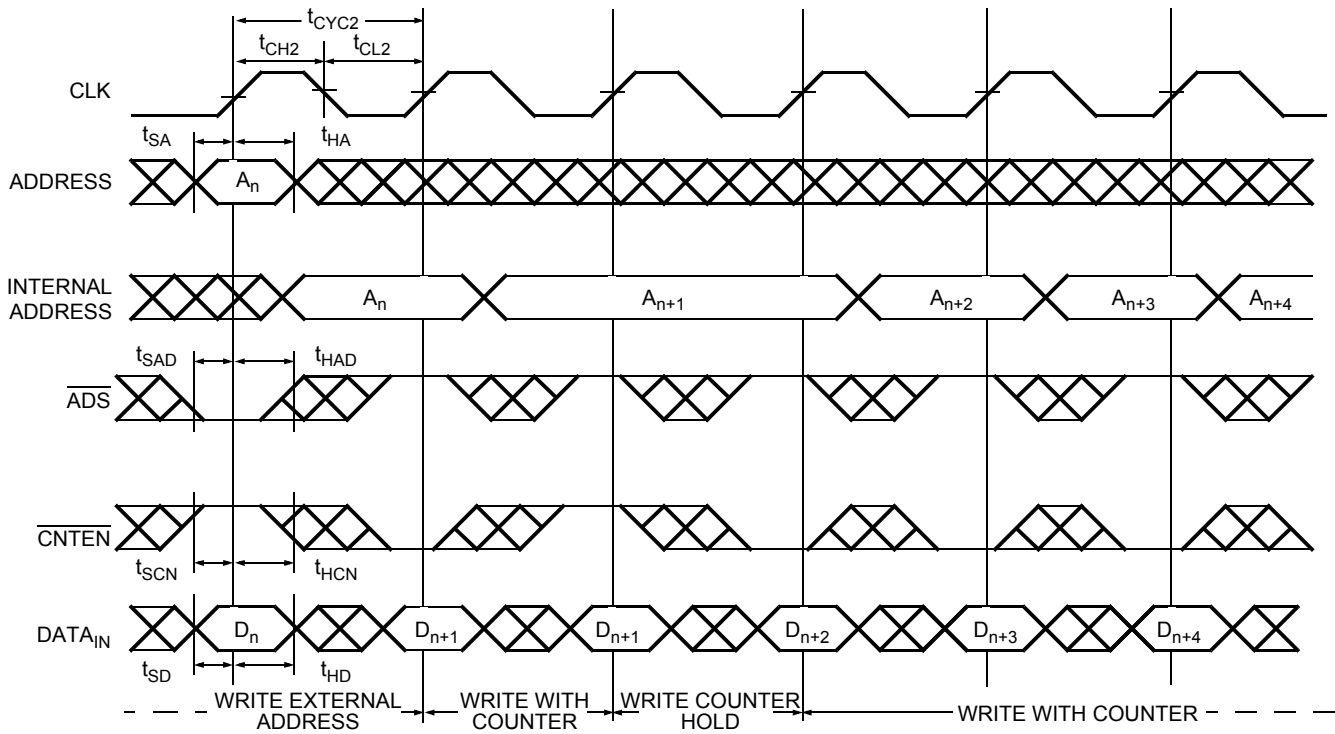 tCYC2
tCH2
tCL2
CLK
tSA
tHA
ADDRESS
An
INTERNAL
ADDRESS
An
An+1
An+2
An+3
An+4
tSAD
tHAD
ADS
CNTEN
tSCN
tHCN
DATAIN
Dn
Dn+1
Dn+1
Dn+2
Dn+3
Dn+4
tSD
tHD
WRITE EXTERNAL
ADDRESS
WRITE WITH
COUNTER
WRITE COUNTER
HOLD
WRITE WITH COUNTER